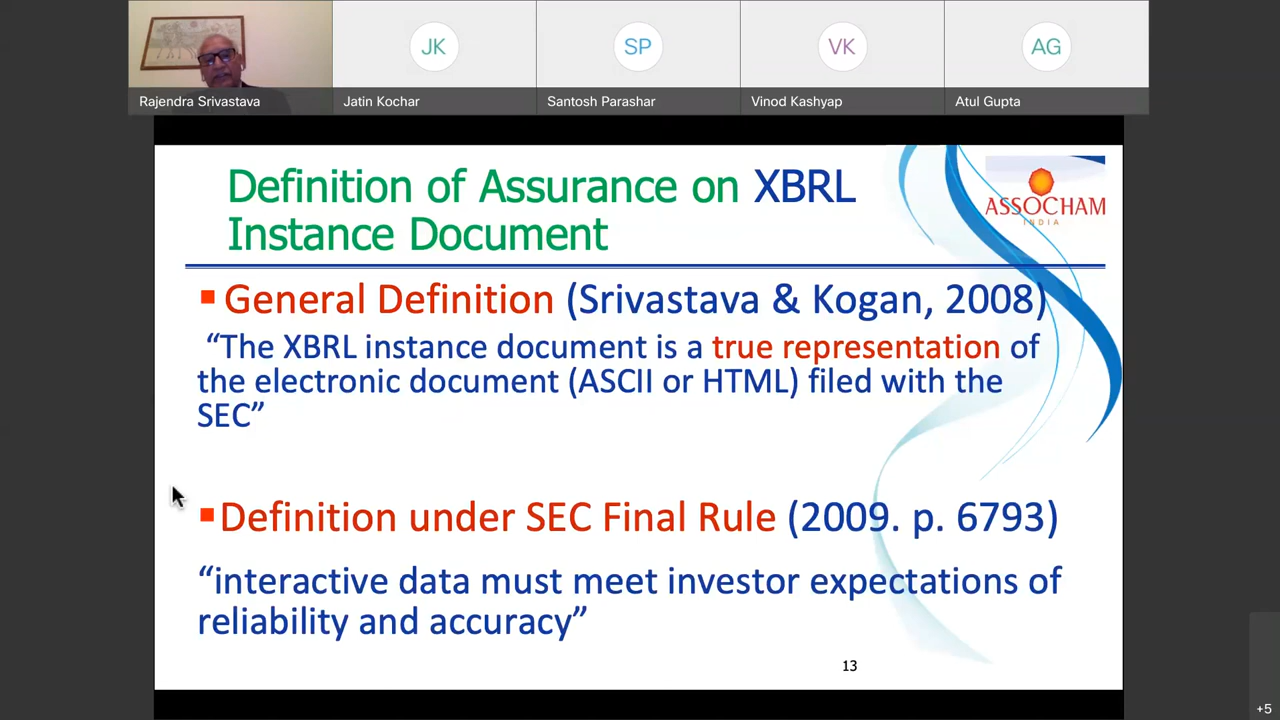 JK
SP
VK
AG
Rajendra Srivastava
Jatin Kochar
Santosh Parashar
Vinod Kashyap
Atul Gupta
Definition of Assurance on XBRL
Instance Document
ASSOCHAM
INDIA
General Definition (Srivastava & Kogan, 2008)
“The XBRL instance document is a true representation of
the electronic document (ASCII or HTML) filed with the
SEC”
Definition under SEC Final Rule (2009. p. 6793)
“interactive data must meet investor expectations of
reliability and accuracy”
13
+5